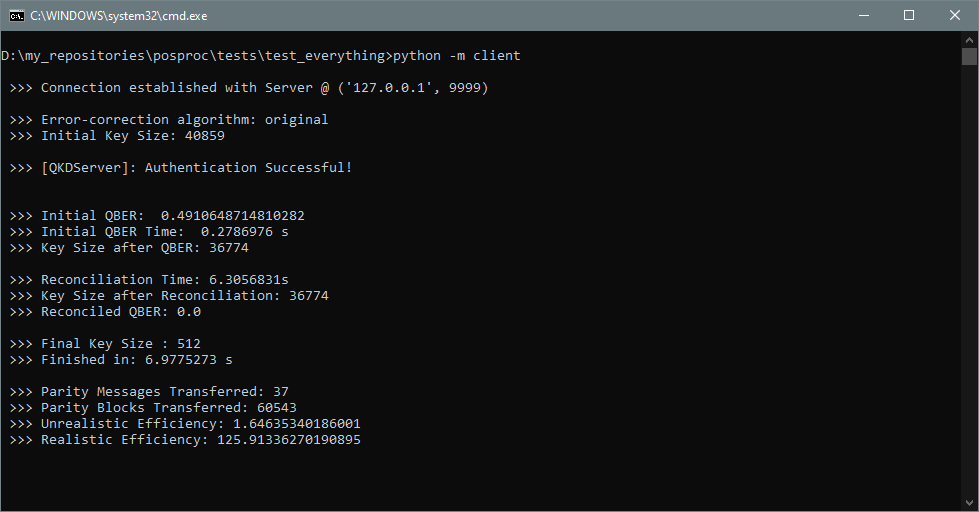 C:\WINDOWS\system32\cmd.exe
D:\my_repositories\posproc\tests\test_everything>python -m client
>>> Connection established with Server @ ('127.0.0.1', 9999)
>>> Error-correction algorithm: original
>>> Initial Key Size: 40859
>>> [QKDServer]: Authentication Successful!
>>> Initial QBER:  0.4910648714810282
>>> Initial QBER Time:  0.2786976 s
>>> Key Size after QBER: 36774
>>> Reconciliation Time: 6.3056831s
>>> Key Size after Reconciliation: 36774
>>> Reconciled QBER: 0.0
>>> Final Key Size : 512
>>> Finished in: 6.9775273 s
>>> Parity Messages Transferred: 37
>>> Parity Blocks Transferred: 60543
>>> Unrealistic Efficiency: 1.64635340186001
>>> Realistic Efficiency: 125.91336270190895